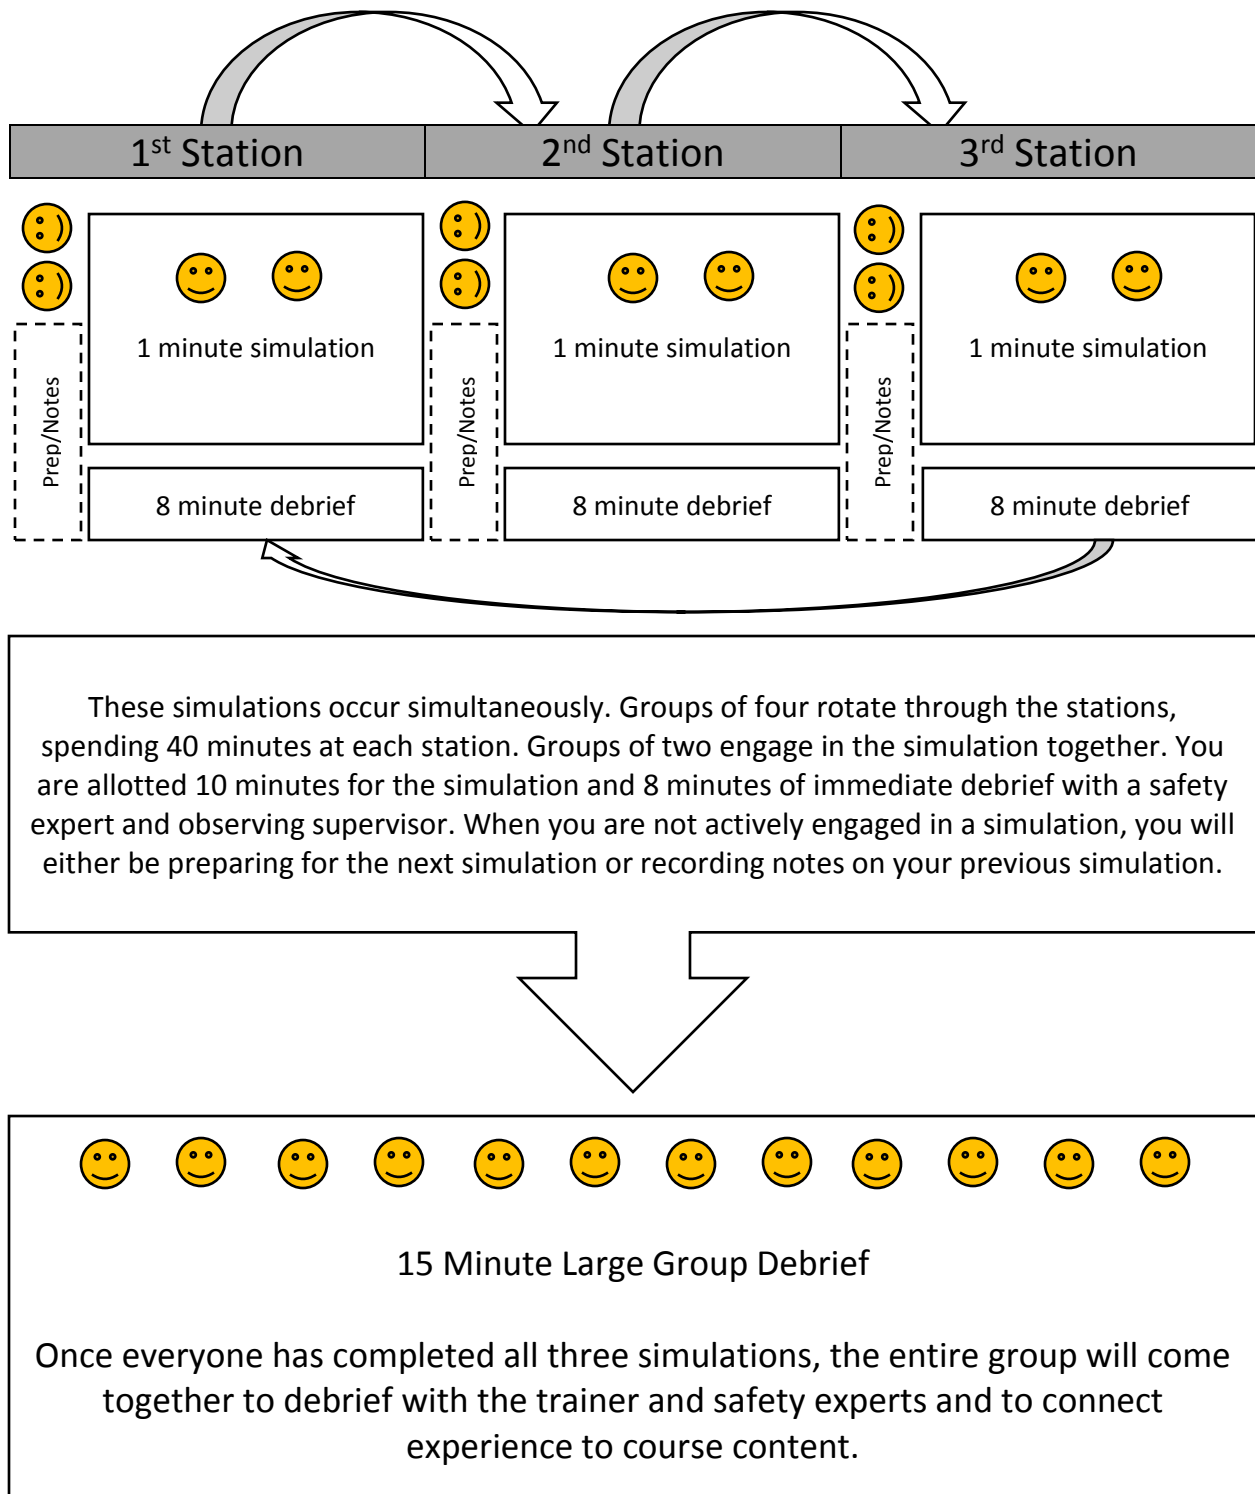 1st Station
2nd Station
3rd Station
1 minute simulation
1 minute simulation
1 minute simulation
Prep/Notes
Prep/Notes
Prep/Notes
8 minute debrief
8 minute debrief
8 minute debrief
These simulations occur simultaneously. Groups of four rotate through the stations,
spending 40 minutes at each station. Groups of two engage in the simulation together. You
are allotted 10 minutes for the simulation and 8 minutes of immediate debrief with a safety
expert and observing supervisor. When you are not actively engaged in a simulation, you will
either be preparing for the next simulation or recording notes on your previous simulation.
15 Minute Large Group Debrief
Once everyone has completed all three simulations, the entire group will come
together to debrief with the trainer and safety experts and to connect
experience to course content.